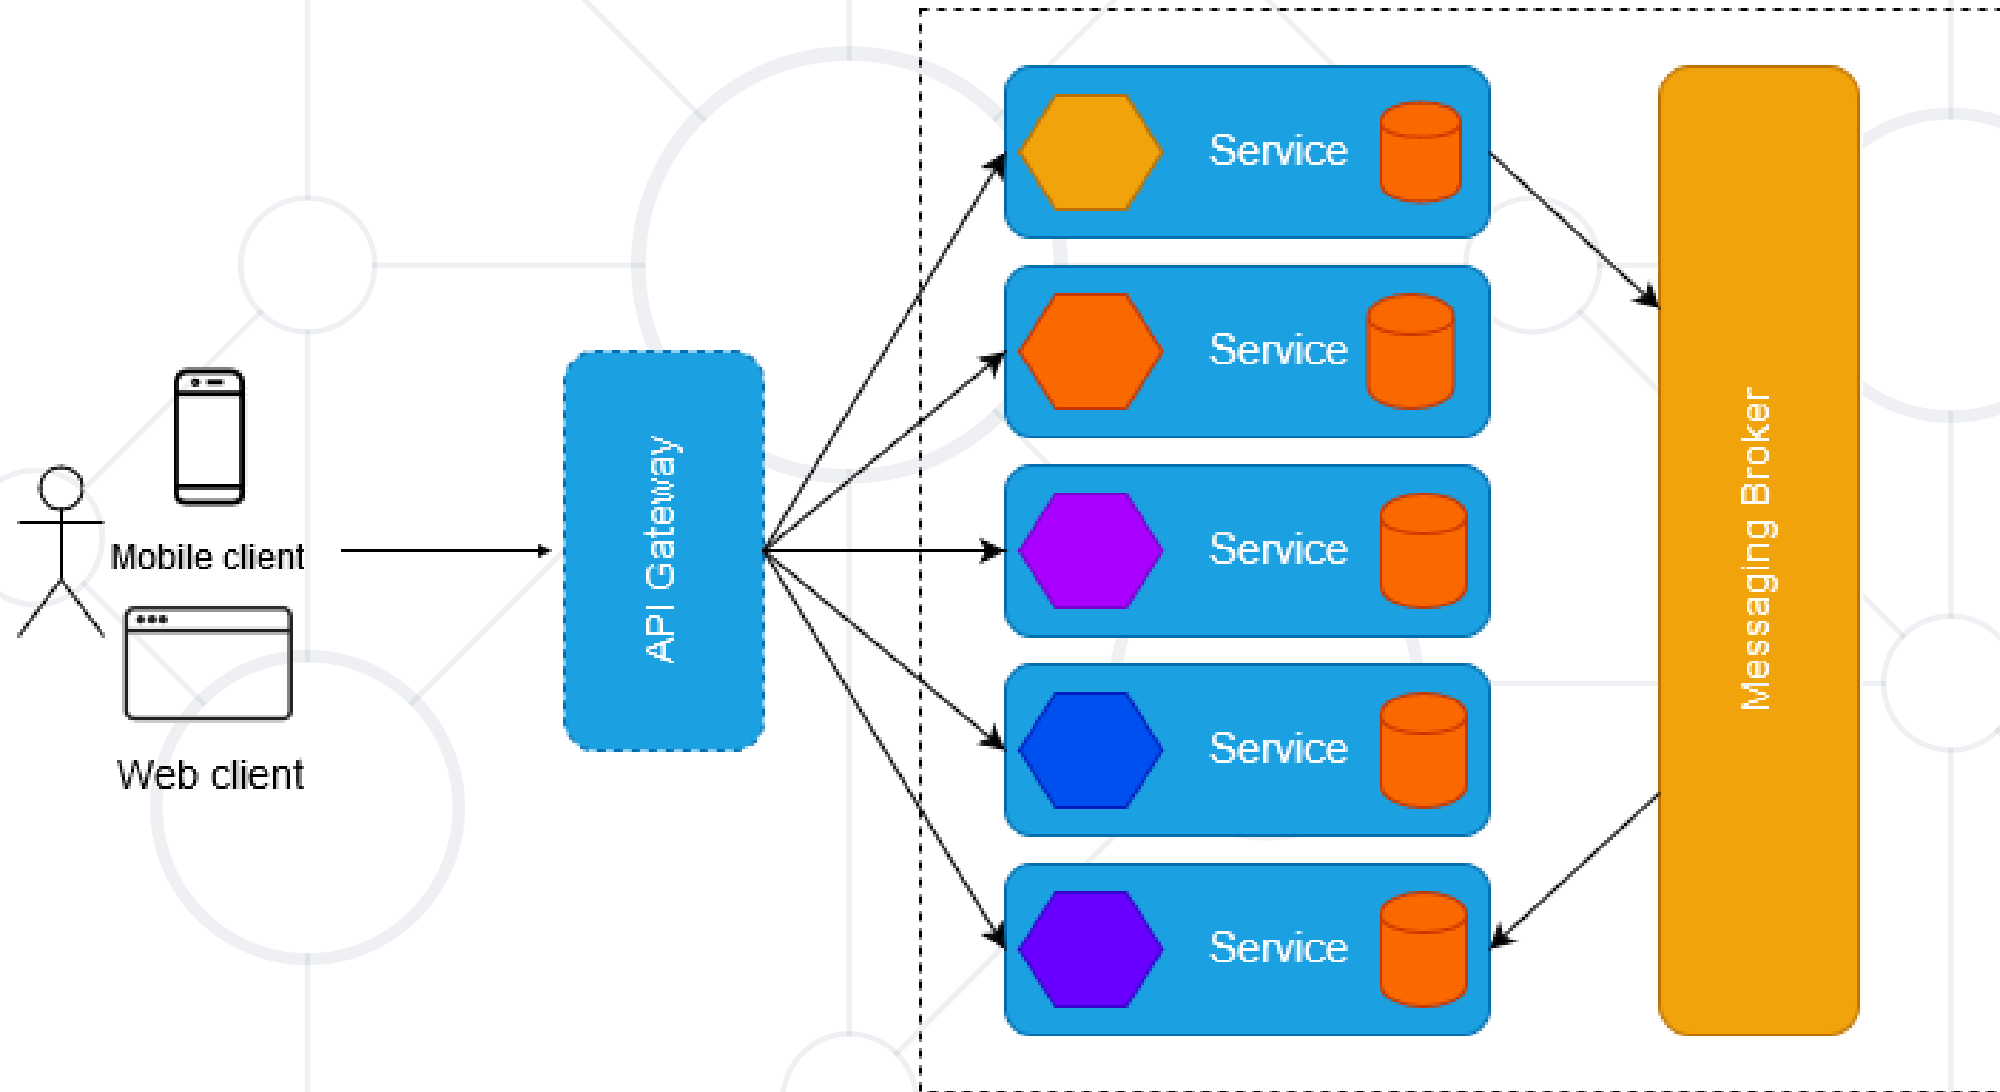 Mobile client
Web client
API Gateway
Service
Service
Service
Service
Service
Messaging Broker